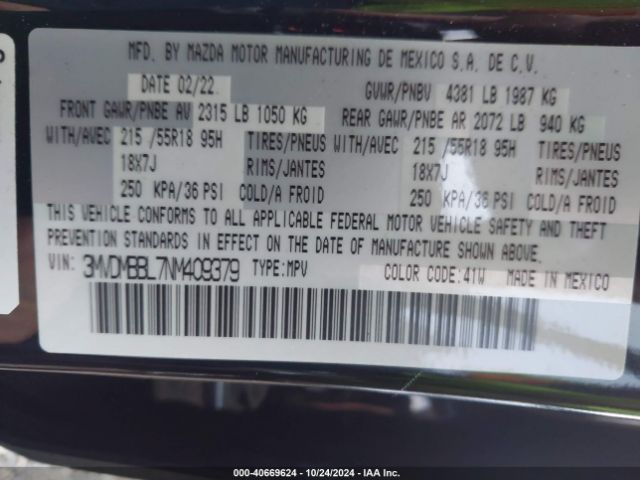 MFD. BY MAZDA MOTOR MANUFACTURING DE MEXICO S.A. DE C.V.
DATE 02/22 GVWR/PNBV 4381 LB 1987 KG
FRONT GAWR/PNBE AV 2315 LB 1050 KG REAR GAWR/PNBE AR 2072 LB 940 KG
WITH/AVEC 215 /55R18 95H TIRES/PNEUS WITH/AVEC 215 /55R18 95H TIRES/PNEUS
18X7J RIMS/JANTES 18X7J RIMS/JANTES
250 KPA/36 PSI COLD/A FROID 250 KPA/36 PSI COLD/A FROID
THIS VEHICLE CONFORMS TO ALL APPLICABLE FEDERAL MOTOR VEHICLE SAFETY AND THEFT
PREVENTION STANDARDS IN EFFECT ON THE DATE OF MANUFACTURE SHOWN ABOVE.
VIN: 3MVDMBBL7NM409379 TYPE:MPV COLOR CODE:41W MADE IN MEXICO
000-40669624 - 10/24/2024 - IAAI.COM